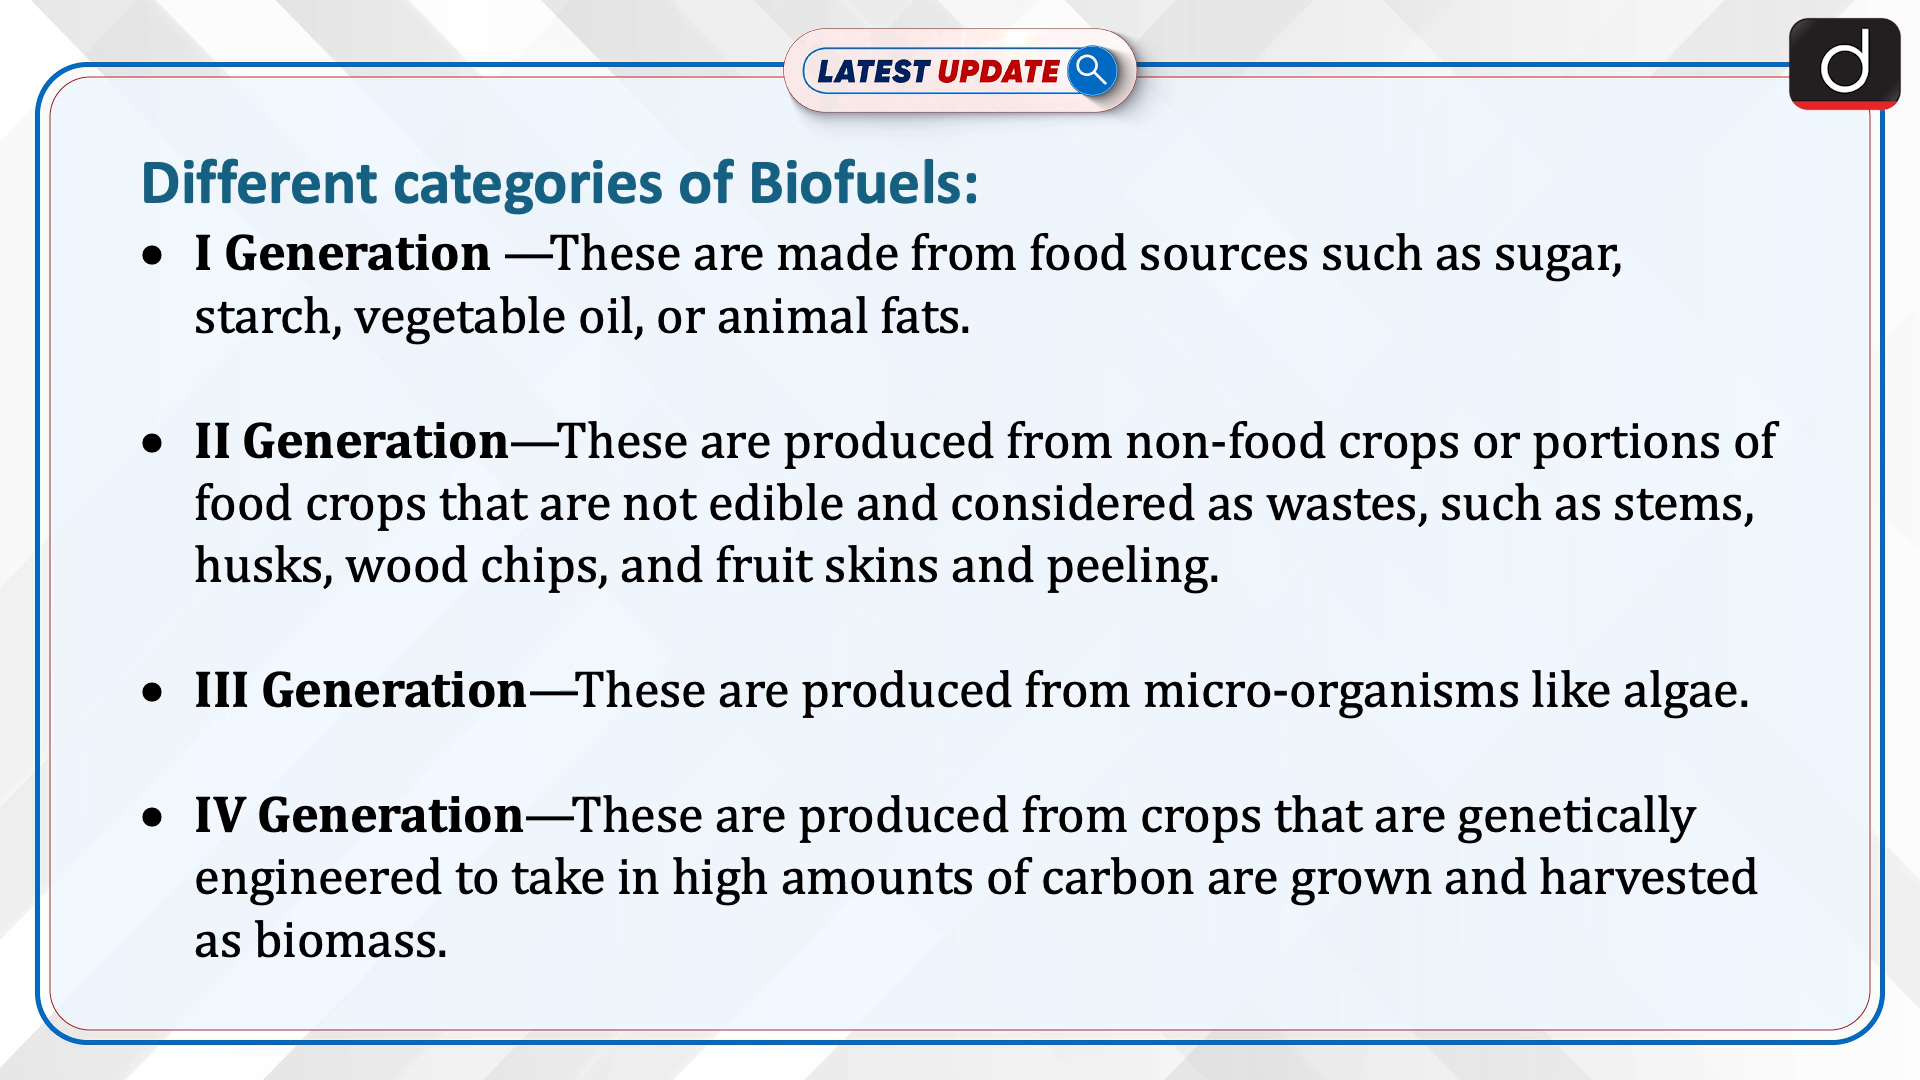 LATEST UPDATE
d
Different categories of Biofuels:
• I Generation —These are made from food sources such as sugar,
starch, vegetable oil, or animal fats.
• II Generation—These are produced from non-food crops or portions of
food crops that are not edible and considered as wastes, such as stems,
husks, wood chips, and fruit skins and peeling.
• III Generation—These are produced from micro-organisms like algae.
• IV Generation—These are produced from crops that are genetically
engineered to take in high amounts of carbon are grown and harvested
as biomass.